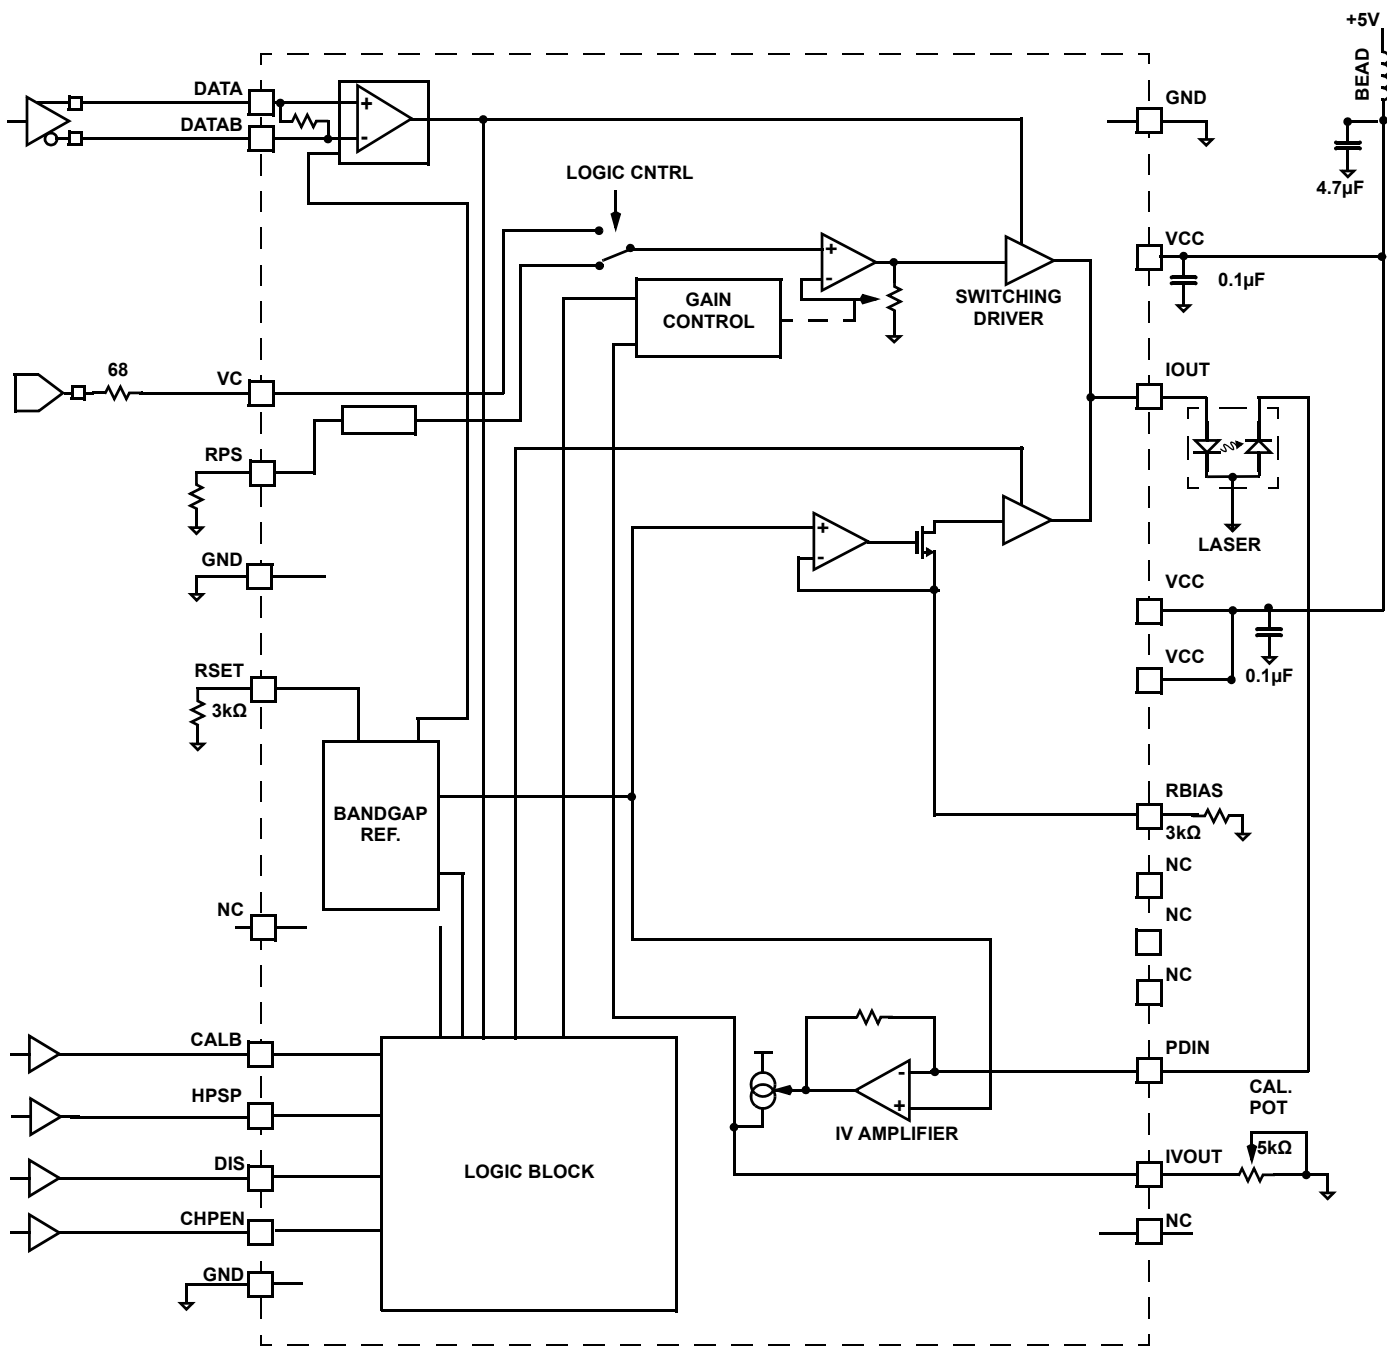 +5V
BEAD
DATA
GND
DATAB
+
-
LOGIC CNTRL
4.7µF
VCC
+
-
0.1µF
GAIN
CONTROL
SWITCHING
DRIVER
68
VC
IOUT
RPS
+
-
LASER
GND
VCC
RSET
VCC
3kΩ
0.1µF
BANDGAP
REF.
RBIAS
3kΩ
NC
NC
NC
NC
CALB
PDIN
-
+
HPSP
CAL.
POT
IV AMPLIFIER
5kΩ
DIS
LOGIC BLOCK
IVOUT
CHPEN
NC
GND